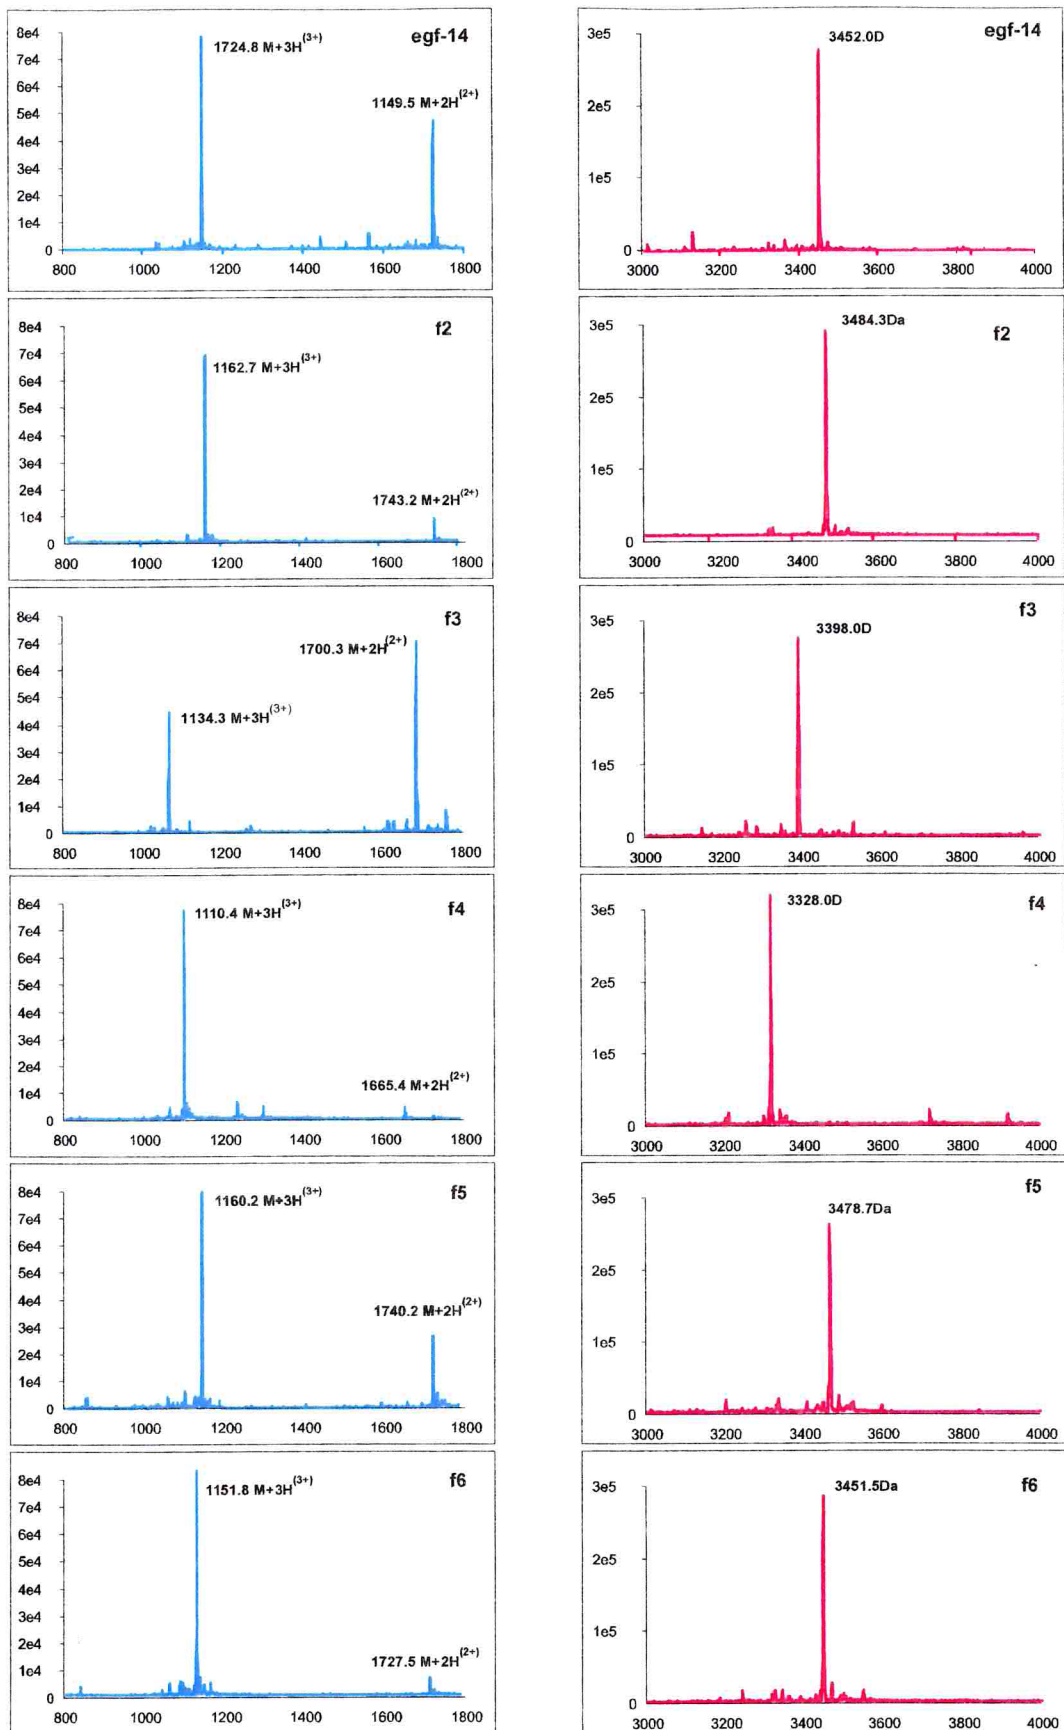 egf-14
8e4
7e4
6e4
5e4
4e4
3e4
2e4
1e4
0
1724.8 M+3H(3+)
1149.5 M+2H(2+)
800 1000 1200 1400 1600 1800
egf-14
3e5
2e5
1e5
0
3452.0D
3000 3200 3400 3600 3800 4000
f2
8e4
7e4
6e4
5e4
4e4
3e4
2e4
1e4
0
1162.7 M+3H(3+)
1743.2 M+2H(2+)
800 1000 1200 1400 1600 1800
f2
3e5
2e5
1e5
0
3484.3Da
3000 3200 3400 3600 3800 4000
f3
8e4
7e4
6e4
5e4
4e4
3e4
2e4
1e4
0
1700.3 M+2H(2+)
1134.3 M+3H(3+)
800 1000 1200 1400 1600 1800
f3
3e5
2e5
1e5
0
3398.0D
3000 3200 3400 3600 3800 4000
f4
8e4
7e4
6e4
5e4
4e4
3e4
2e4
1e4
0
1110.4 M+3H(3+)
1665.4 M+2H(2+)
800 1000 1200 1400 1600 1800
f4
3e5
2e5
1e5
0
3328.0D
3000 3200 3400 3600 3800 4000
f5
8e4
7e4
6e4
5e4
4e4
3e4
2e4
1e4
0
1160.2 M+3H(3+)
1740.2 M+2H(2+)
800 1000 1200 1400 1600 1800
f5
3e5
2e5
1e5
0
3478.7Da
3000 3200 3400 3600 3800 4000
f6
8e4
7e4
6e4
5e4
4e4
3e4
2e4
1e4
0
1151.8 M+3H(3+)
1727.5 M+2H(2+)
800 1000 1200 1400 1600 1800
f6
3e5
2e5
1e5
0
3451.5Da
3000 3200 3400 3600 3800 4000